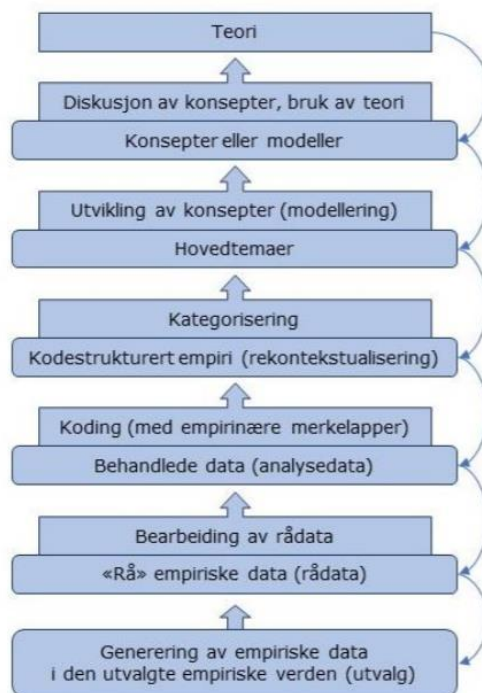 Teori
Diskusjon av konsepter, bruk av teori
Konsepter eller modeller
Utvikling av konsepter (modellering)
Hovedtemaer
Kategorisering
Kodestrukturert empiri (rekontekstualisering)
Koding (med empirinære merkelapper)
Behandlede data (analysedata)
Bearbeiding av rådata
«Rå» empiriske data (rådata)
Generering av empiriske data
i den utvalgte empiriske verden (utvalg)